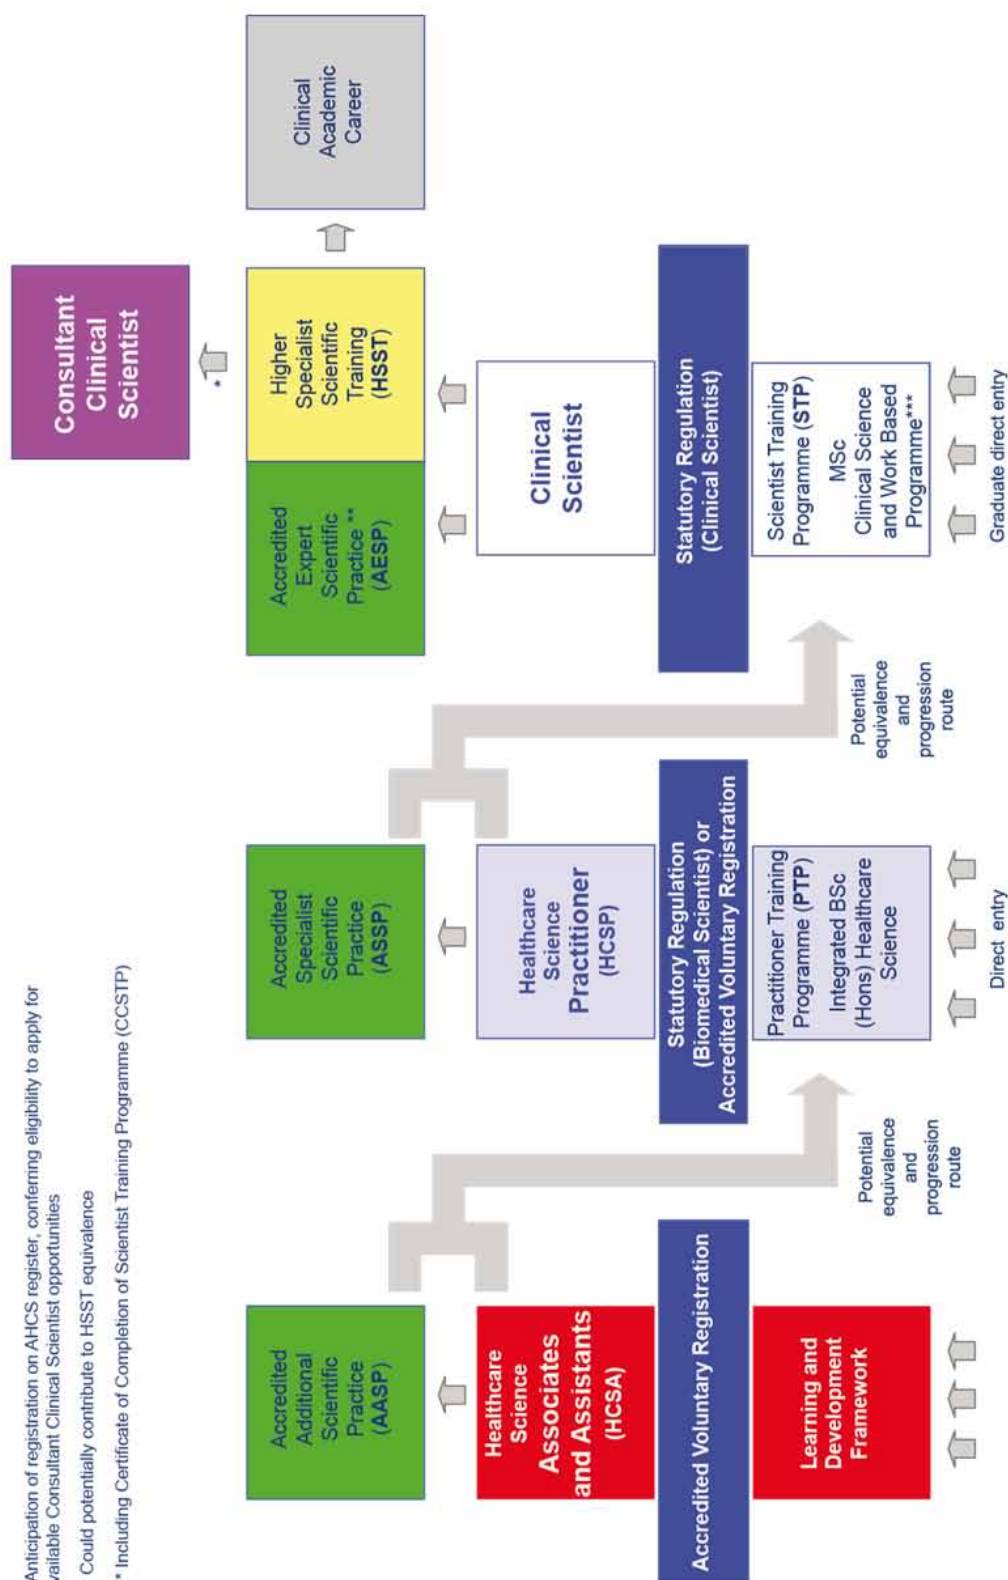 Anticipation of registration on AHCS register, conferring eligibility to apply for
vailable Consultant Clinical Scientist opportunities
Could potentially contribute to HSST equivalence
* Including Certificate of Completion of Scientist Training Programme (CCSTP)
Consultant
Clinical
Scientist
*
Accredited
Additional
Scientific
Practice
(AASP)
Accredited
Specialist
Scientific
Practice
(ASSP)
Accredited
Expert
Scientific
Practice **
(AESP)
Higher
Specialist
Scientific
Training
(HSST)
Clinical
Academic
Career
Healthcare
Science
Associates
and Assistants
(HCSA)
Healthcare
Science
Practitioner
(HCSP)
Clinical
Scientist
Accredited Voluntary Registration
Statutory Regulation
(Biomedical Scientist) or
Accredited Voluntary Registration
Statutory Regulation
(Clinical Scientist)
Learning and
Development
Framework
Potential
equivalence
and
progression
route
Practitioner Training
Programme (PTP)
Integrated BSc
(Hons) Healthcare
Science
Potential
equivalence
and
progression
route
Scientist Training
Programme (STP)
MSc
Clinical Science
and Work Based
Programme***
Direct entry
Graduate direct entry